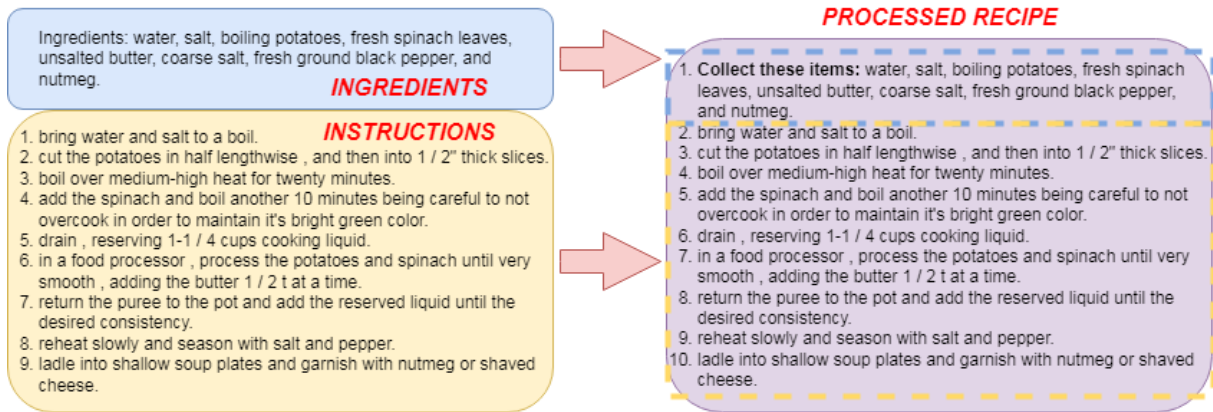 Ingredients: water, salt, boiling potatoes, fresh spinach leaves,
unsalted butter, coarse salt, fresh ground black pepper, and
nutmeg.
INGREDIENTS
INSTRUCTIONS
1. bring water and salt to a boil.
2. cut the potatoes in half lengthwise , and then into 1 / 2" thick slices.
3. boil over medium-high heat for twenty minutes.
4. add the spinach and boil another 10 minutes being careful to not
overcook in order to maintain it's bright green color.
5. drain , reserving 1-1 / 4 cups cooking liquid.
6. in a food processor , process the potatoes and spinach until very
smooth , adding the butter 1 / 2 t at a time.
7. return the puree to the pot and add the reserved liquid until the
desired consistency.
8. reheat slowly and season with salt and pepper.
9. ladle into shallow soup plates and garnish with nutmeg or shaved
cheese.
PROCESSED RECIPE
1. Collect these items: water, salt, boiling potatoes, fresh spinach
leaves, unsalted butter, coarse salt, fresh ground black pepper,
and nutmeg.
2. bring water and salt to a boil.
3. cut the potatoes in half lengthwise , and then into 1 / 2" thick slices.
4. boil over medium-high heat for twenty minutes.
5. add the spinach and boil another 10 minutes being careful to not
overcook in order to maintain it's bright green color.
6. drain , reserving 1-1 / 4 cups cooking liquid.
7. in a food processor , process the potatoes and spinach until very
smooth , adding the butter 1 / 2 t at a time.
8. return the puree to the pot and add the reserved liquid until the
desired consistency.
9. reheat slowly and season with salt and pepper.
10. ladle into shallow soup plates and garnish with nutmeg or shaved
cheese.